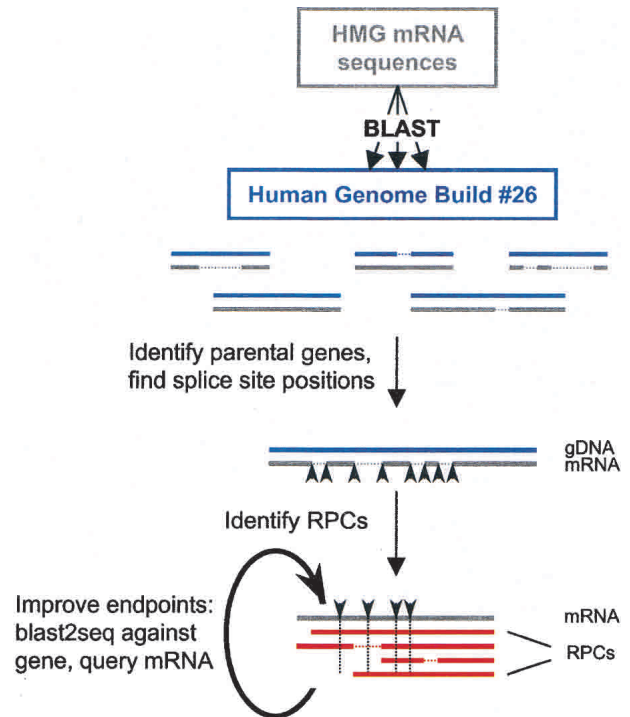 HMG mRNA
sequences
BLAST
Human Genome Build #26
Identify parental genes,
find splice site positions
gDNA
mRNA
Identify RPCs
Improve endpoints:
blast2seq against
gene, query mRNA
mRNA
RPCs